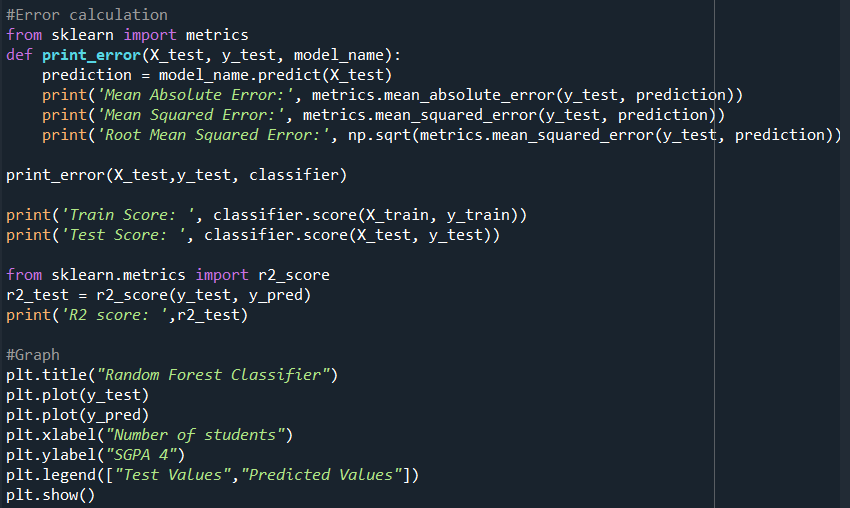 #Error calculation
from sklearn import metrics
def print_error(X_test, y_test, model_name):
    prediction = model_name.predict(X_test)
    print('Mean Absolute Error:', metrics.mean_absolute_error(y_test, prediction))
    print('Mean Squared Error:', metrics.mean_squared_error(y_test, prediction))
    print('Root Mean Squared Error:', np.sqrt(metrics.mean_squared_error(y_test, prediction))
print_error(X_test,y_test, classifier)
print('Train Score: ', classifier.score(X_train, y_train))
print('Test Score: ', classifier.score(X_test, y_test))
from sklearn.metrics import r2_score
r2_test = r2_score(y_test, y_pred)
print('R2 score: ',r2_test)
#Graph
plt.title("Random Forest Classifier")
plt.plot(y_test)
plt.plot(y_pred)
plt.xlabel("Number of students")
plt.ylabel("SGPA 4")
plt.legend(["Test Values","Predicted Values"])
plt.show()